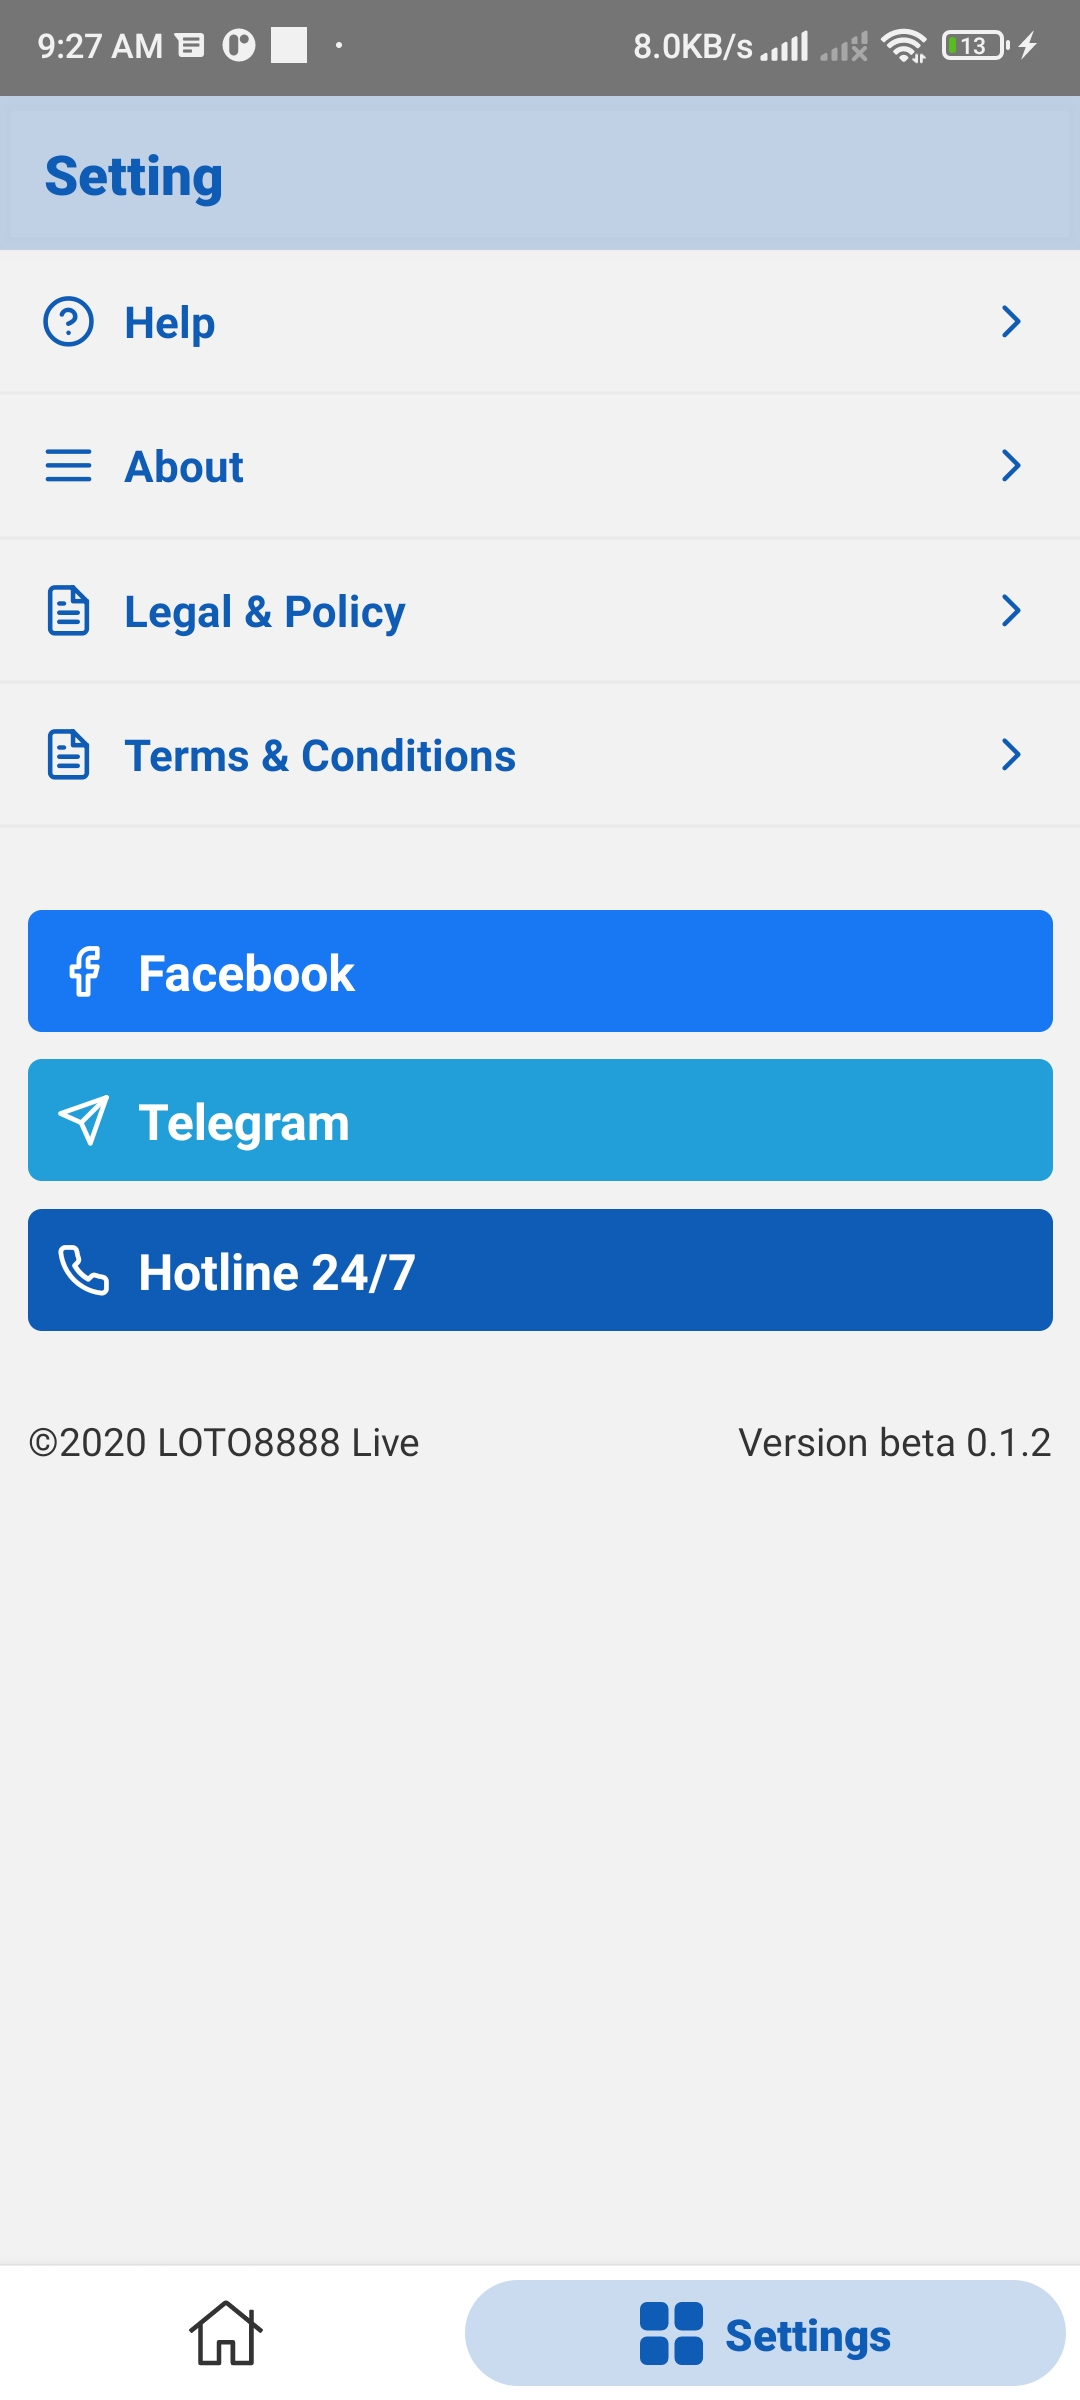 9:27 AM 8.0KB/s 13
Setting
Help
About
Legal & Policy
Terms & Conditions
Facebook
Telegram
Hotline 24/7
©2020 LOTO8888 Live Version beta 0.1.2
Settings